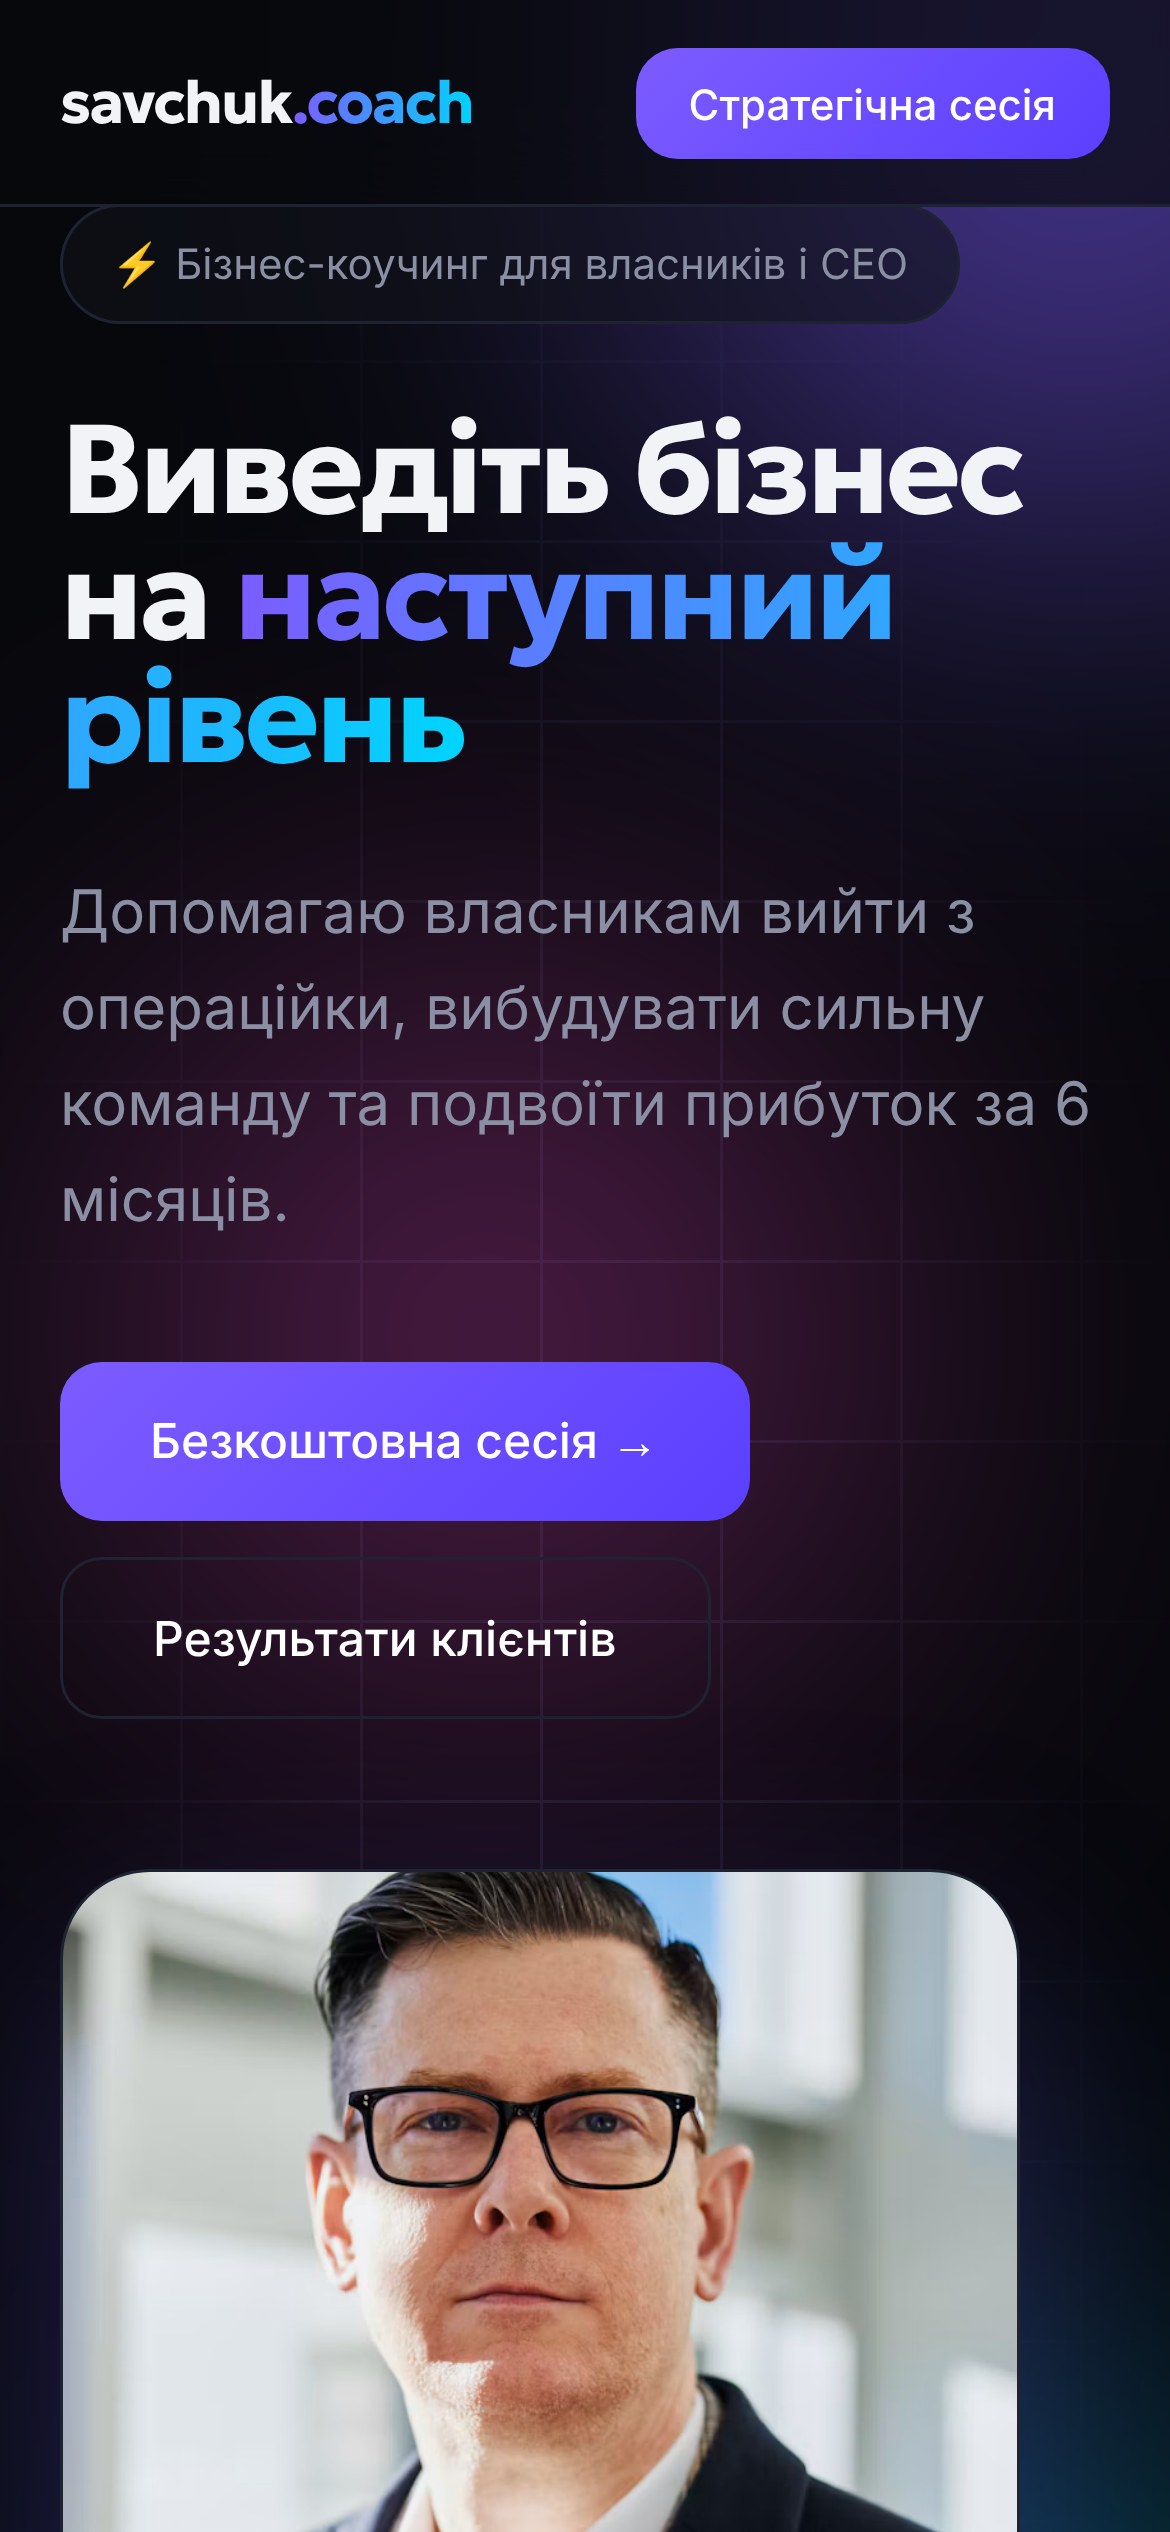 savchuk.coach
Стратегічна сесія
⚡ Бізнес-коучинг для власників і CEO
Виведіть бізнес
на наступний
рівень
Допомагаю власникам вийти з
операційки, вибудувати сильну
команду та подвоїти прибуток за 6
місяців.
Безкоштовна сесія →
Результати клієнтів